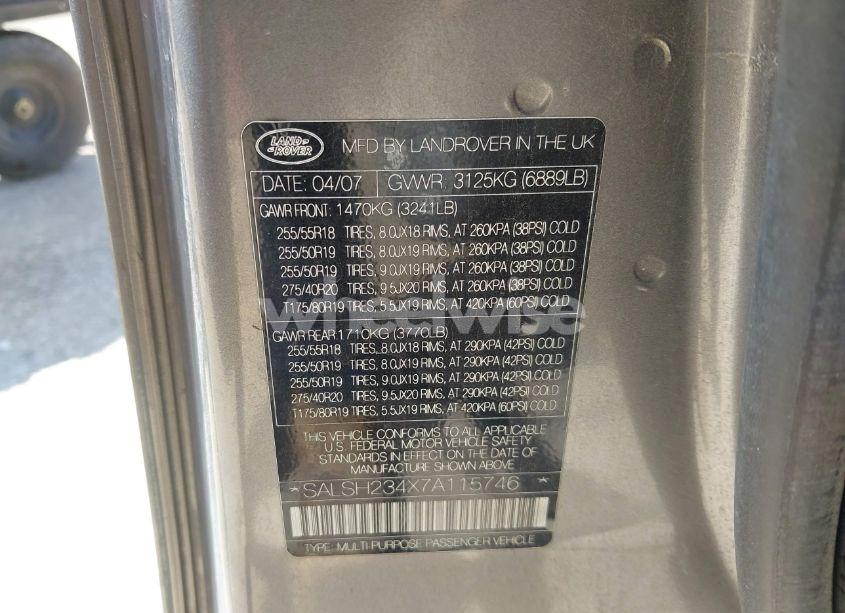 LAND ROVER
MFD BY LANDROVER IN THE UK
DATE: 04/07 GVWR: 3125KG (6889LB)
GAWR FRONT: 1470KG (3241LB)
255/55R18 TIRES, 8.0JX18 RIMS, AT 260KPA (38PSI) COLD
255/50R19 TIRES, 8.0JX19 RIMS, AT 260KPA (38PSI) COLD
255/50R19 TIRES, 9.0JX19 RIMS, AT 260KPA (38PSI) COLD
275/40R20 TIRES, 9.5JX20 RIMS, AT 260KPA (38PSI) COLD
T175/80R19 TIRES, 5.5JX19 RIMS, AT 420KPA (60PSI) COLD
GAWR REAR: 1710KG (3770LB)
255/55R18 TIRES, 8.0JX18 RIMS, AT 290KPA (42PSI) COLD
255/50R19 TIRES, 8.0JX19 RIMS, AT 290KPA (42PSI) COLD
255/50R19 TIRES, 9.0JX19 RIMS, AT 290KPA (42PSI) COLD
275/40R20 TIRES, 9.5JX20 RIMS, AT 290KPA (42PSI) COLD
T175/80R19 TIRES, 5.5JX19 RIMS, AT 420KPA (60PSI) COLD
THIS VEHICLE CONFORMS TO ALL APPLICABLE
U.S. FEDERAL MOTOR VEHICLE SAFETY
STANDARDS IN EFFECT ON THE DATE OF
MANUFACTURE SHOWN ABOVE
* SALSH234X7A115746 *
TYPE: MULTI-PURPOSE PASSENGER VEHICLE